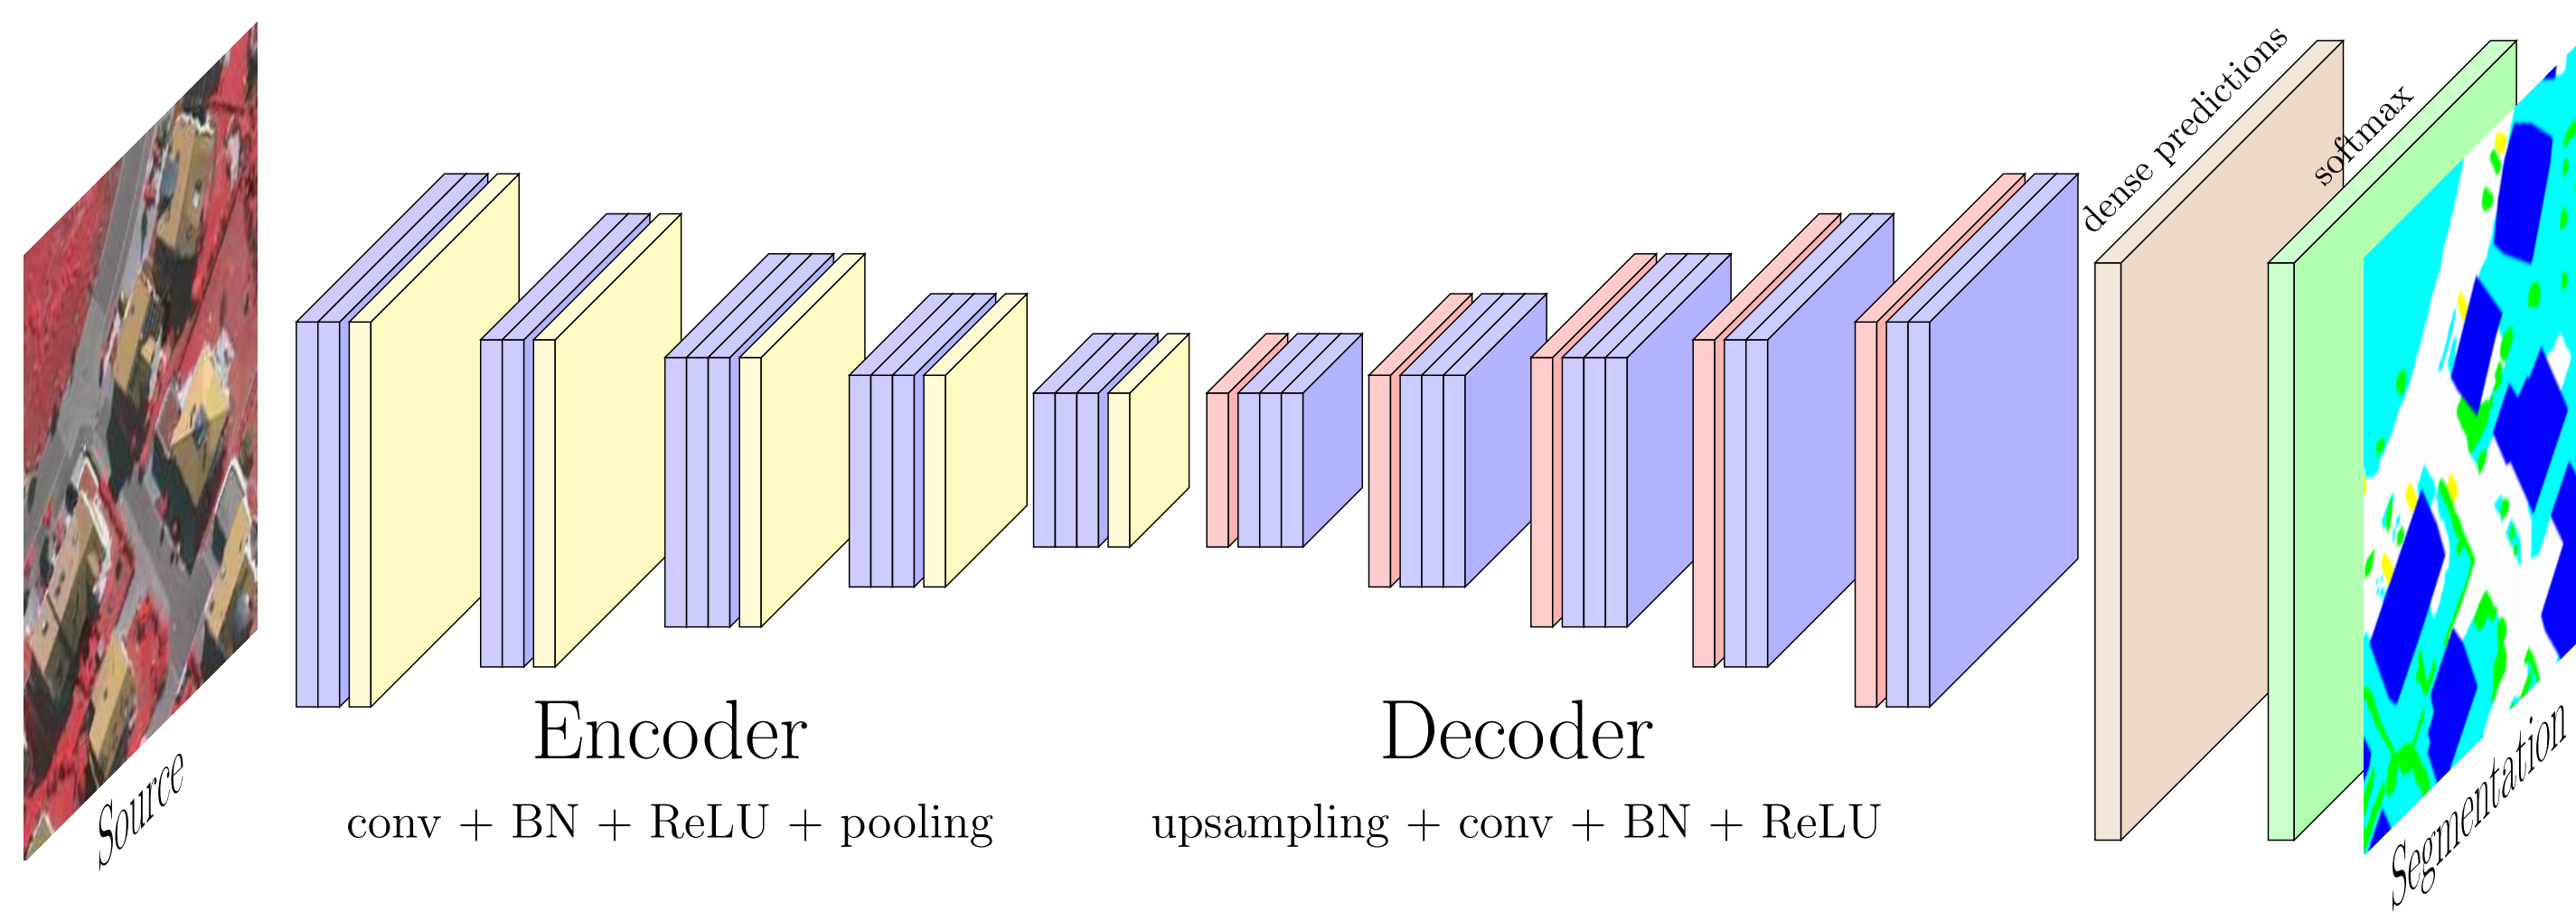 dense predictions
softmax
Encoder
Decoder
Source
conv + BN + ReLU + pooling
upsampling + conv + BN + ReLU
Segmentation